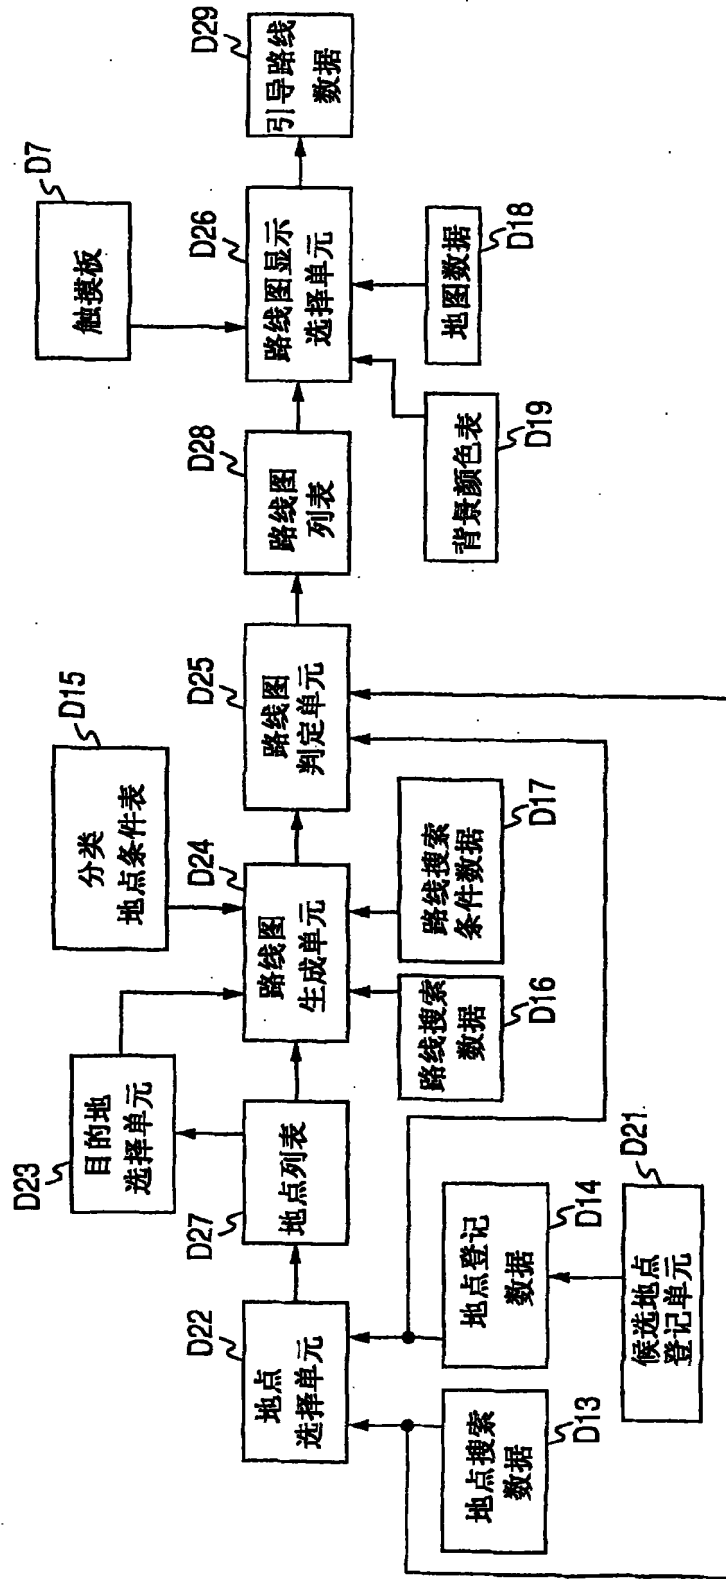 D22
地点
选择单元
D13
地点搜索
数据
D14
地点登记
数据
D21
候选地点
登记单元
D27
地点列表
D23
目的地
选择单元
D24
路线图
生成单元
D15
分类
地点条件表
D16
路线搜索
数据
D17
路线搜索
条件数据
D25
路线图
判定单元
D28
路线图
列表
D26
路线图显示
选择单元
D7
触摸板
D19
背景颜色表
D18
地图数据
D29
引导路线
数据